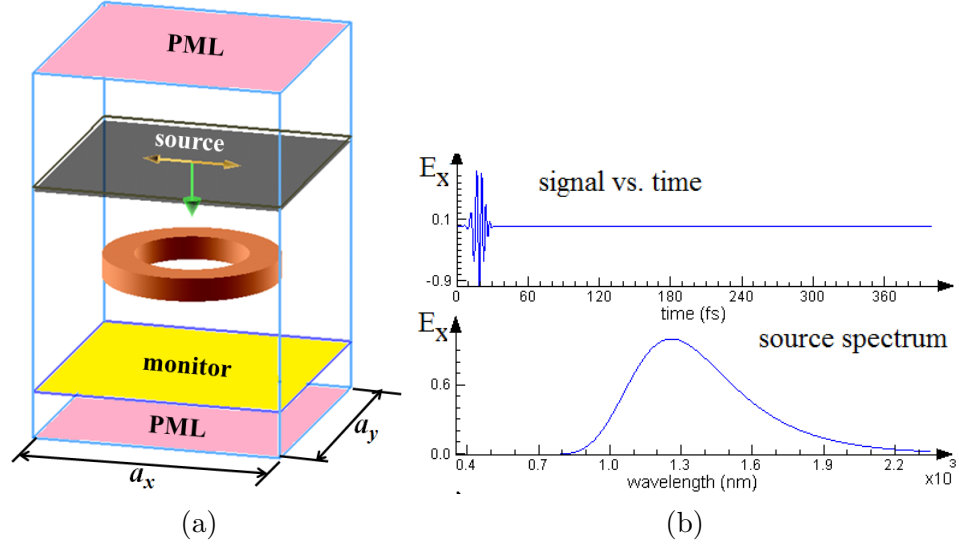 PML
source
monitor
PML
a_x
a_y
(a)
E_X
signal vs. time
0.1
-0.9
0 60 120 180 240 300 360
time (fs)
E_X
source spectrum
0.6
0.0
0.4 0.7 1.0 1.3 1.6 1.9 2.2 3
wavelength (nm) x10
(b)